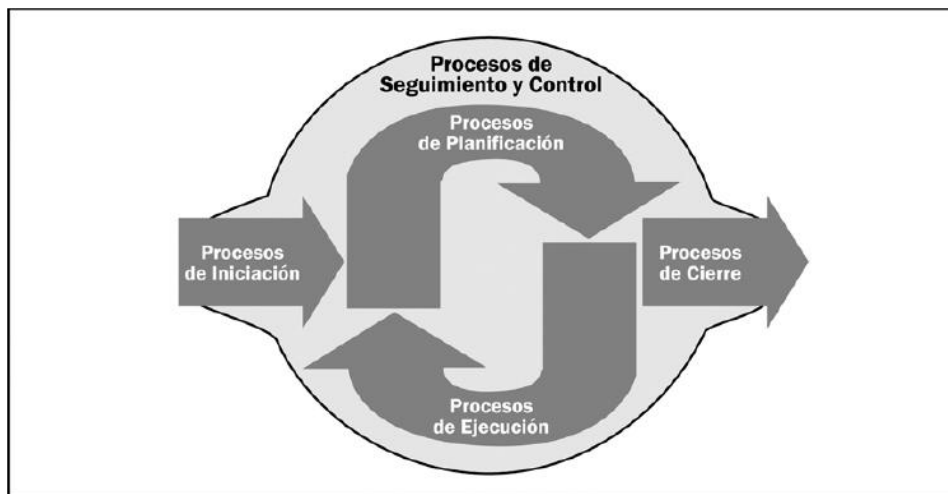 Procesos de
Seguimiento y Control
Procesos
de Planificación
Procesos
de Iniciación
Procesos
de Cierre
Procesos
de Ejecución